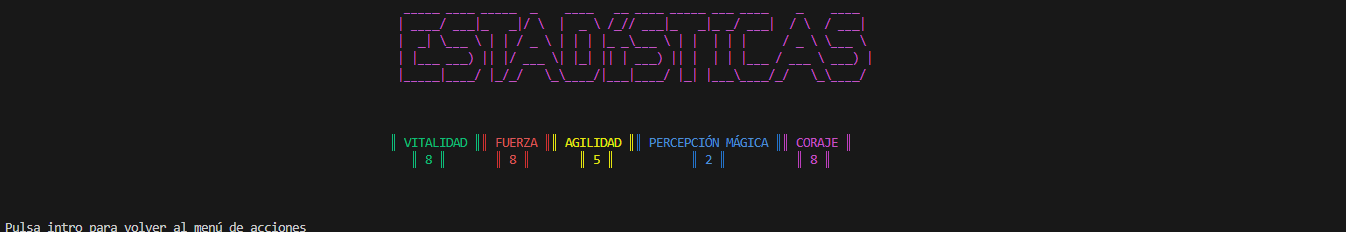 ESTADÍSTICAS
║ VITALIDAD ║║ FUERZA ║║ AGILIDAD ║║ PERCEPCIÓN MÁGICA ║║ CORAJE ║
║ 8 ║ ║ 8 ║ ║ 5 ║ ║ 2 ║ ║ 8 ║
Pulsa intro para volver al menú de acciones